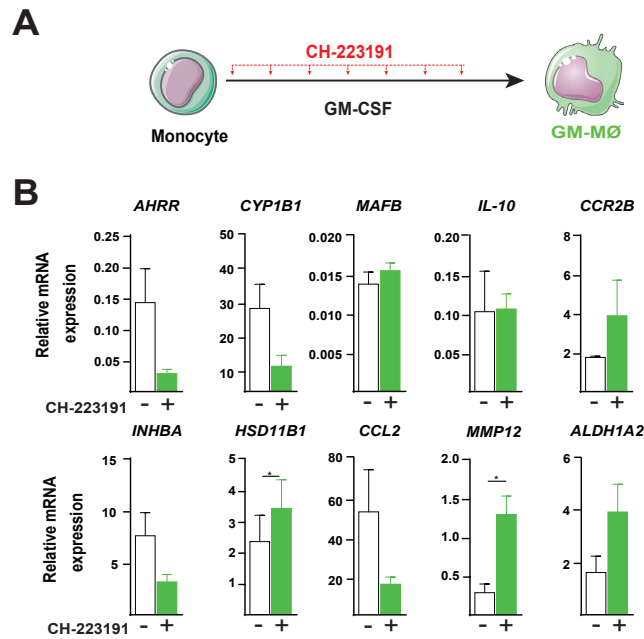 A
CH-223191
GM-CSF
Monocyte
GM-MØ
B
AHRR CYP1B1 MAFB IL-10 CCR2B
Relative mRNA expression
0.25 0.20 0.15 0.10 0.05
50 40 30 20 10
0.020 0.015 0.010 0.005
0.20 0.15 0.10 0.05
8 6 4 2
CH-223191 - + - + - + - + - +
INHBA HSD11B1 CCL2 MMP12 ALDH1A2
Relative mRNA expression
15 10 5
6 5 4 3 2 1 *
100 80 60 40 20
2.0 1.5 1.0 0.5 *
6 4 2
CH-223191 - + - + - + - + - +